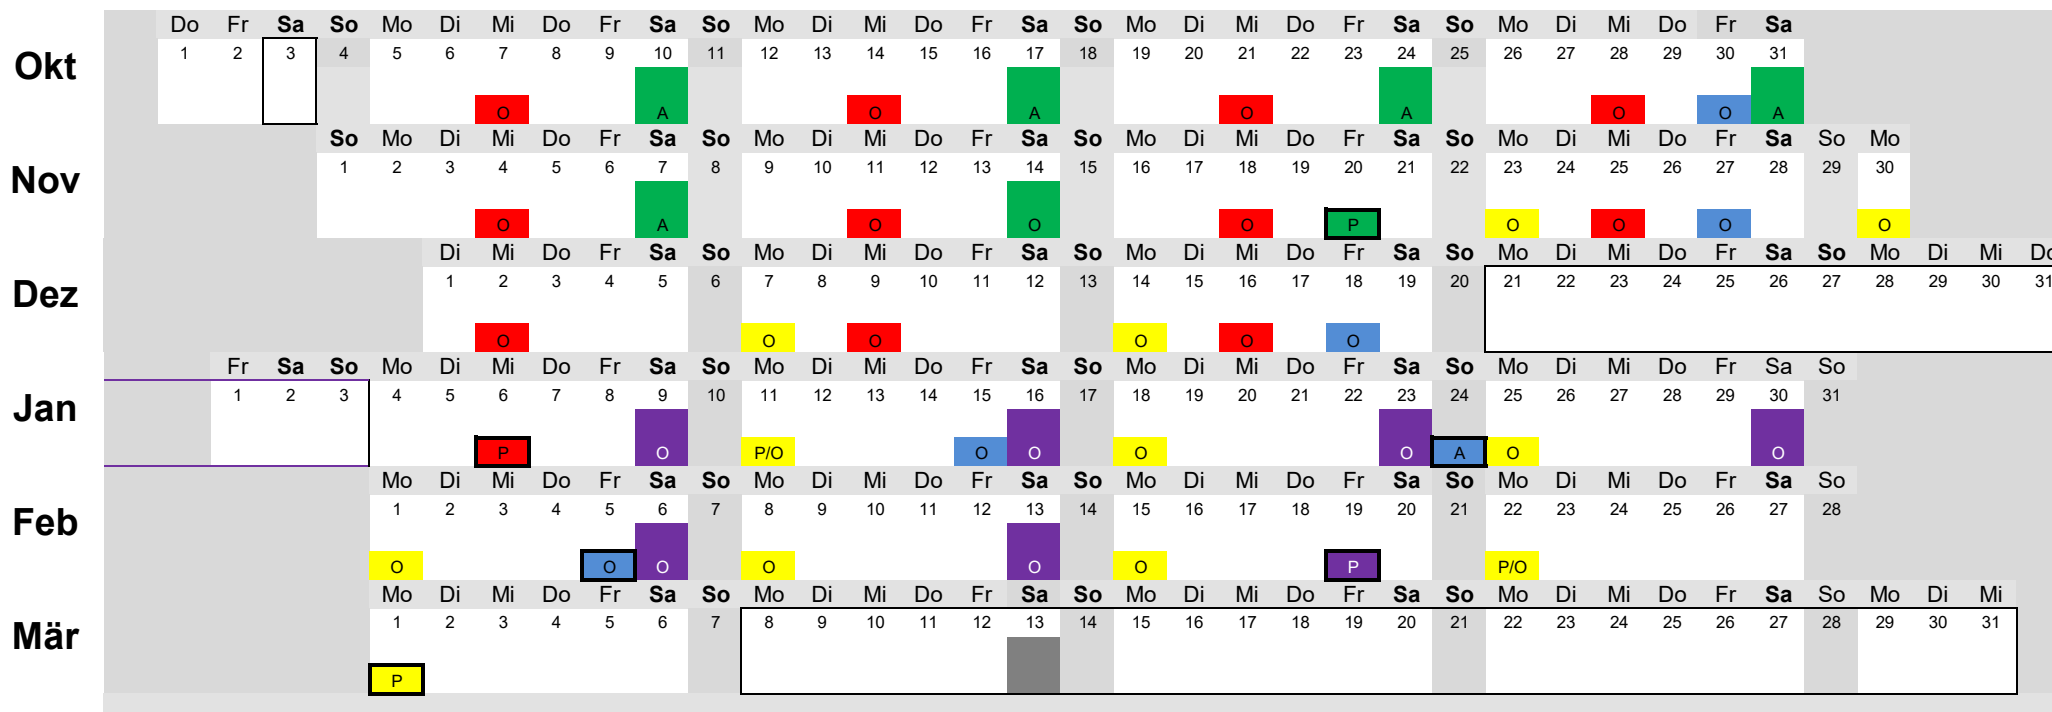 Do Fr Sa So Mo Di Mi Do Fr Sa So Mo Di Mi Do Fr Sa So Mo Di Mi Do Fr Sa So Mo Di Mi Do Fr Sa
Okt 1 2 3 4 5 6 7 8 9 10 11 12 13 14 15 16 17 18 19 20 21 22 23 24 25 26 27 28 29 30 31
O A O A O A O O A
So Mo Di Mi Do Fr Sa So Mo Di Mi Do Fr Sa So Mo Di Mi Do Fr Sa So Mo Di Mi Do Fr Sa So Mo
Nov 1 2 3 4 5 6 7 8 9 10 11 12 13 14 15 16 17 18 19 20 21 22 23 24 25 26 27 28 29 30
O A O O O P O O O O
Di Mi Do Fr Sa So Mo Di Mi Do Fr Sa So Mo Di Mi Do Fr Sa So Mo Di Mi Do Fr Sa So Mo Di Mi Do
Dez 1 2 3 4 5 6 7 8 9 10 11 12 13 14 15 16 17 18 19 20 21 22 23 24 25 26 27 28 29 30 31
O O O O O O
Fr Sa So Mo Di Mi Do Fr Sa So Mo Di Mi Do Fr Sa So Mo Di Mi Do Fr Sa So Mo Di Mi Do Fr Sa So
Jan 1 2 3 4 5 6 7 8 9 10 11 12 13 14 15 16 17 18 19 20 21 22 23 24 25 26 27 28 29 30 31
P O P/O O O O O A O O
Mo Di Mi Do Fr Sa So Mo Di Mi Do Fr Sa So Mo Di Mi Do Fr Sa So Mo Di Mi Do Fr Sa So
Feb 1 2 3 4 5 6 7 8 9 10 11 12 13 14 15 16 17 18 19 20 21 22 23 24 25 26 27 28
O O O O O O P P/O
Mo Di Mi Do Fr Sa So Mo Di Mi Do Fr Sa So Mo Di Mi Do Fr Sa So Mo Di Mi Do Fr Sa So Mo Di Mi
Mär 1 2 3 4 5 6 7 8 9 10 11 12 13 14 15 16 17 18 19 20 21 22 23 24 25 26 27 28 29 30 31
P